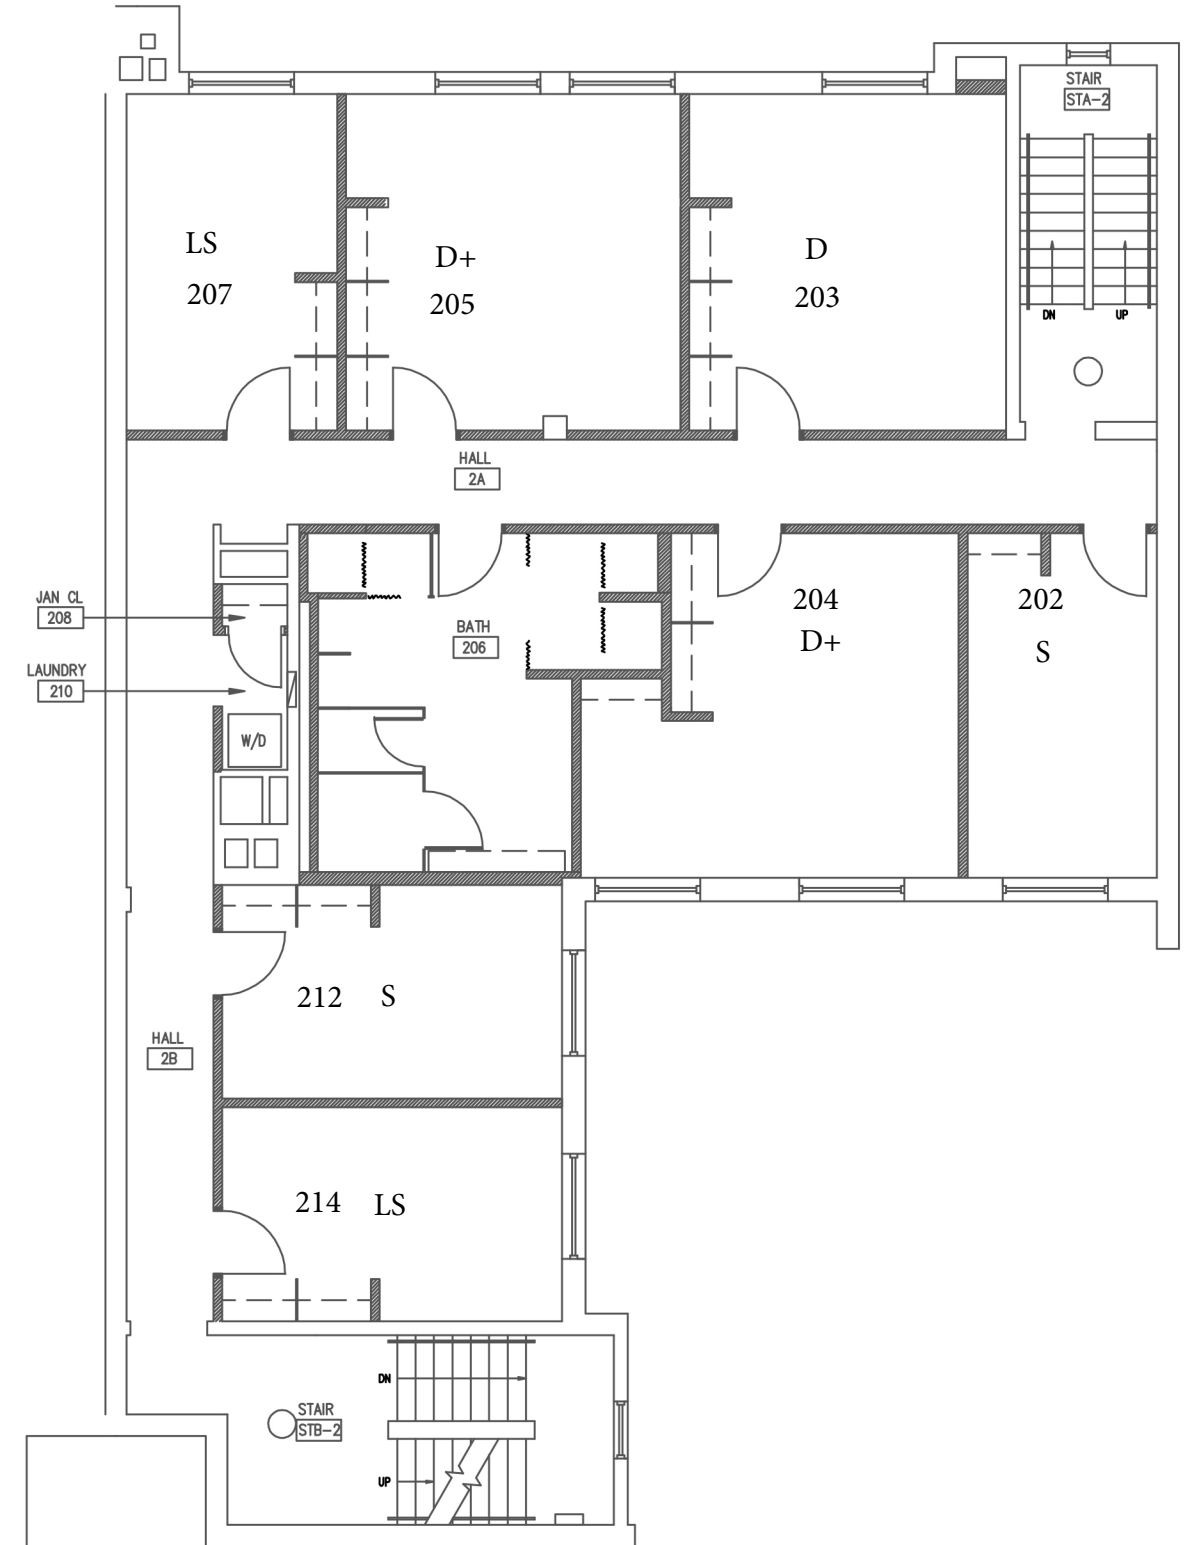 STAIR
STA-2
LS
207
D+
205
D
203
DN
UP
HALL
2A
JAN CL
208
LAUNDRY
210
W/D
BATH
206
204
D+
202
S
212 S
HALL
2B
214 LS
DN
STAIR
STB-2
UP